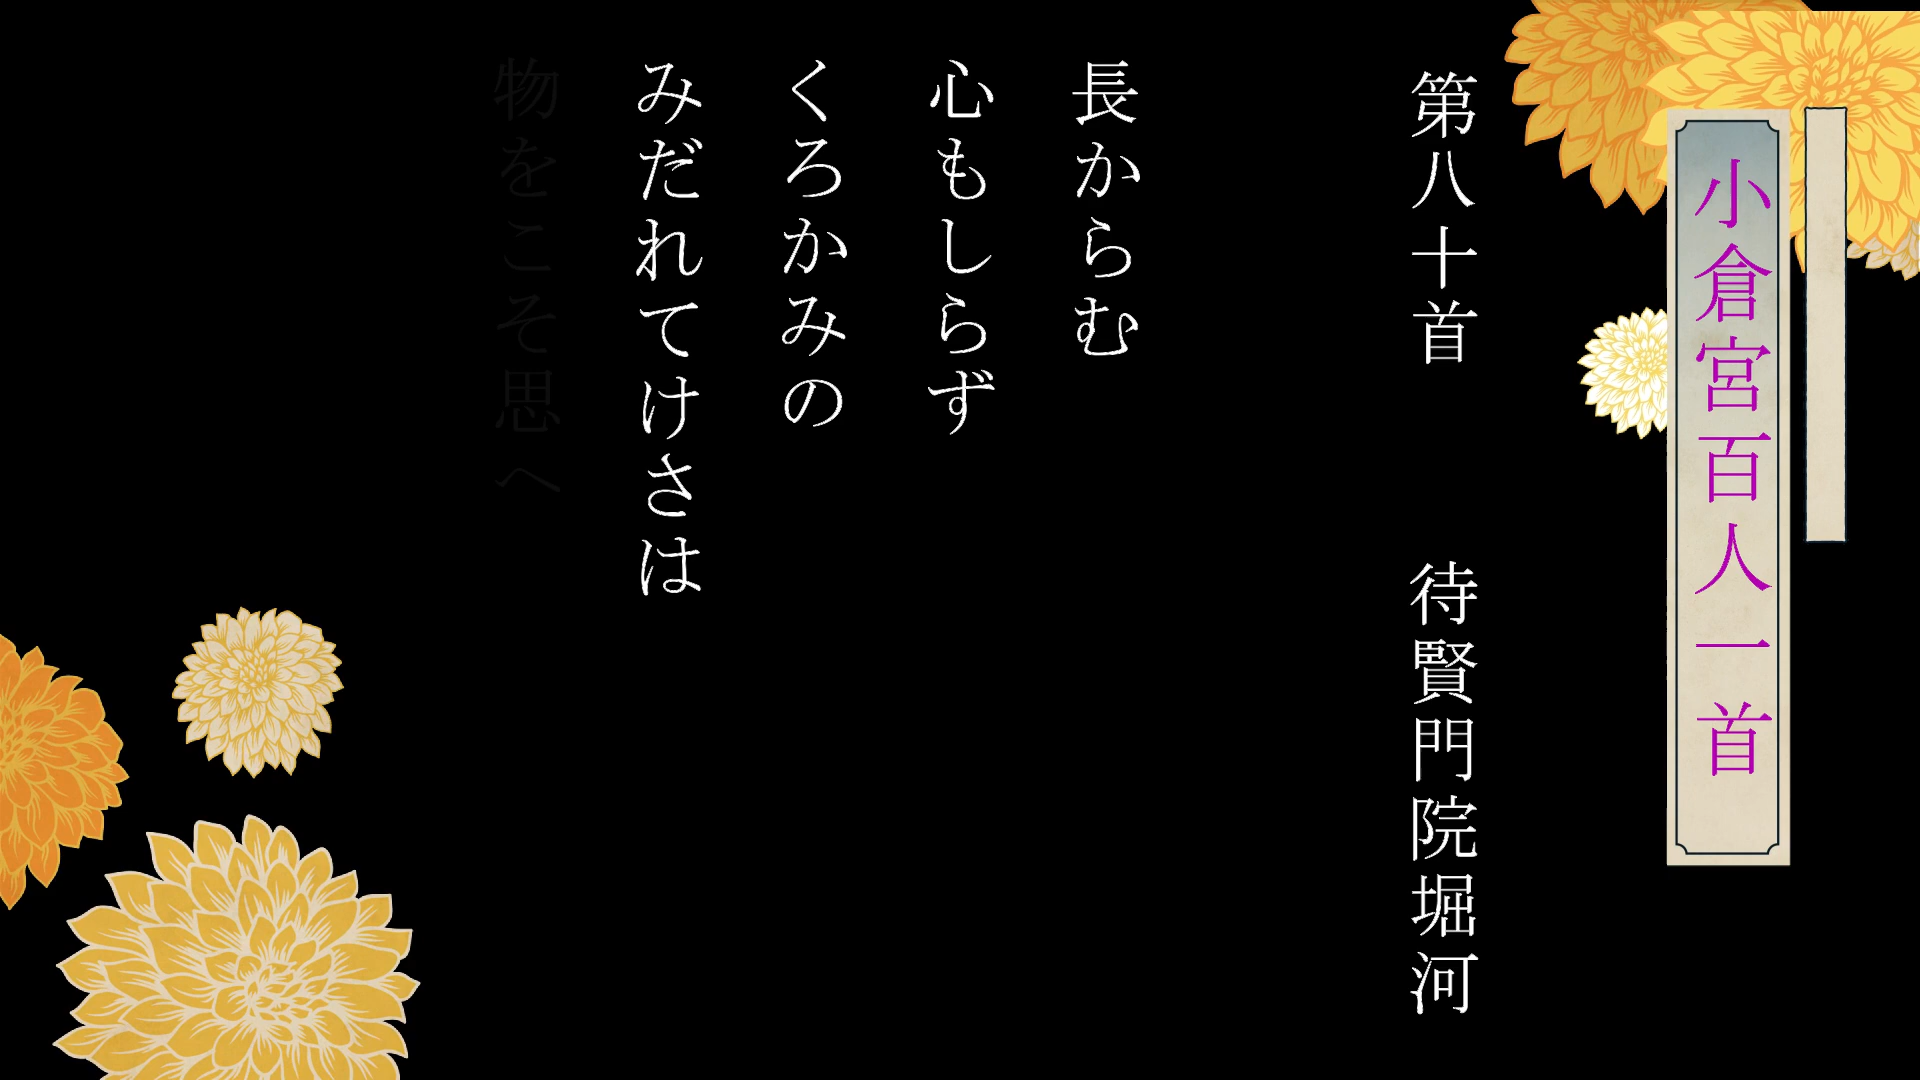 小倉宮百人一首
第八十首 待賢門院堀河
長からむ
心もしらず
くろかみの
みだれてけさは
物をこそ思へ